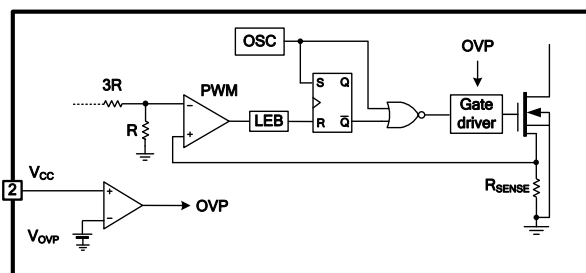 OSC
OVP
3R
PWM
S Q
R
LEB
R Q
Gate
driver
VCC
RSENSE
2
OVP
VOVP